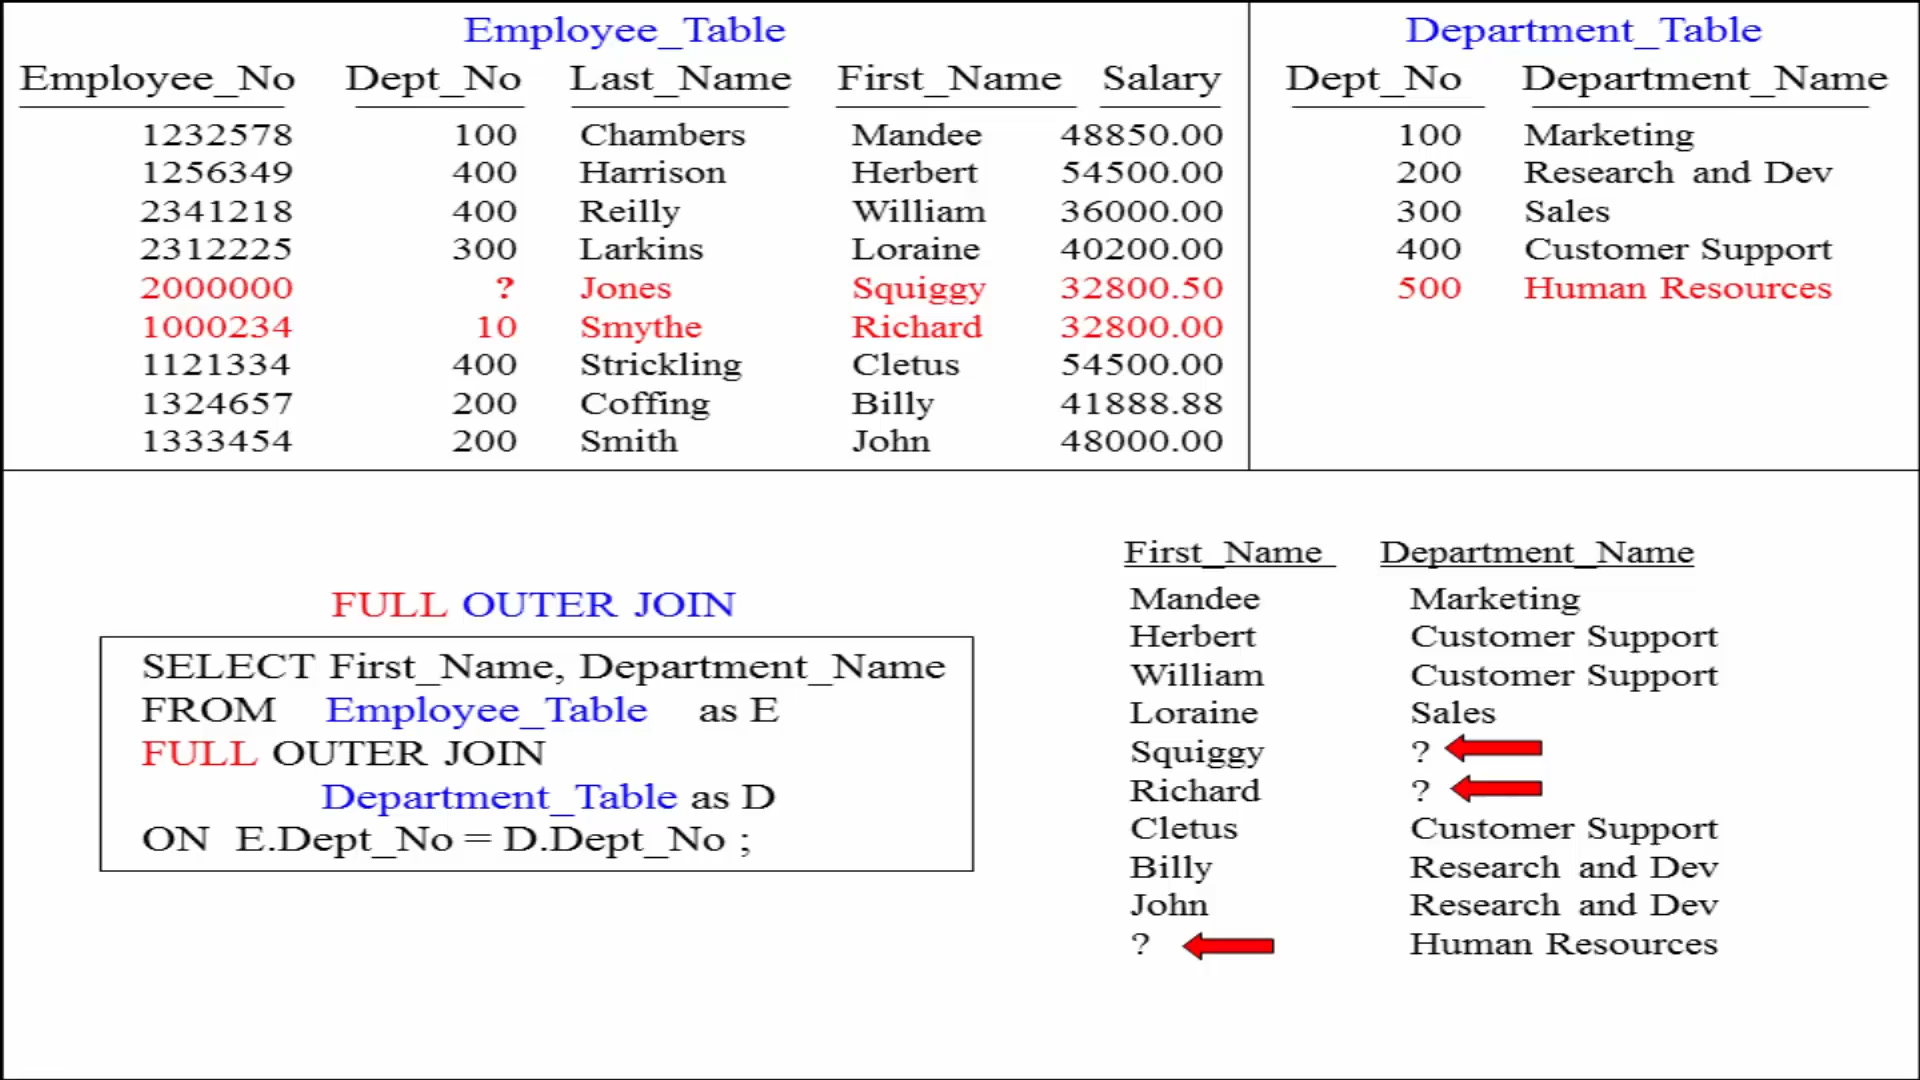 Employee_Table
Employee_No Dept_No Last_Name First_Name Salary
1232578 100 Chambers Mandee 48850.00
1256349 400 Harrison Herbert 54500.00
2341218 400 Reilly William 36000.00
2312225 300 Larkins Loraine 40200.00
2000000 ? Jones Squiggy 32800.50
1000234 10 Smythe Richard 32800.00
1121334 400 Strickling Cletus 54500.00
1324657 200 Coffing Billy 41888.88
1333454 200 Smith John 48000.00
Department_Table
Dept_No Department_Name
100 Marketing
200 Research and Dev
300 Sales
400 Customer Support
500 Human Resources
FULL OUTER JOIN
SELECT First_Name, Department_Name
FROM Employee_Table as E
FULL OUTER JOIN
Department_Table as D
ON E.Dept_No = D.Dept_No ;
First_Name Department_Name
Mandee Marketing
Herbert Customer Support
William Customer Support
Loraine Sales
Squiggy ?
Richard ?
Cletus Customer Support
Billy Research and Dev
John Research and Dev
? Human Resources